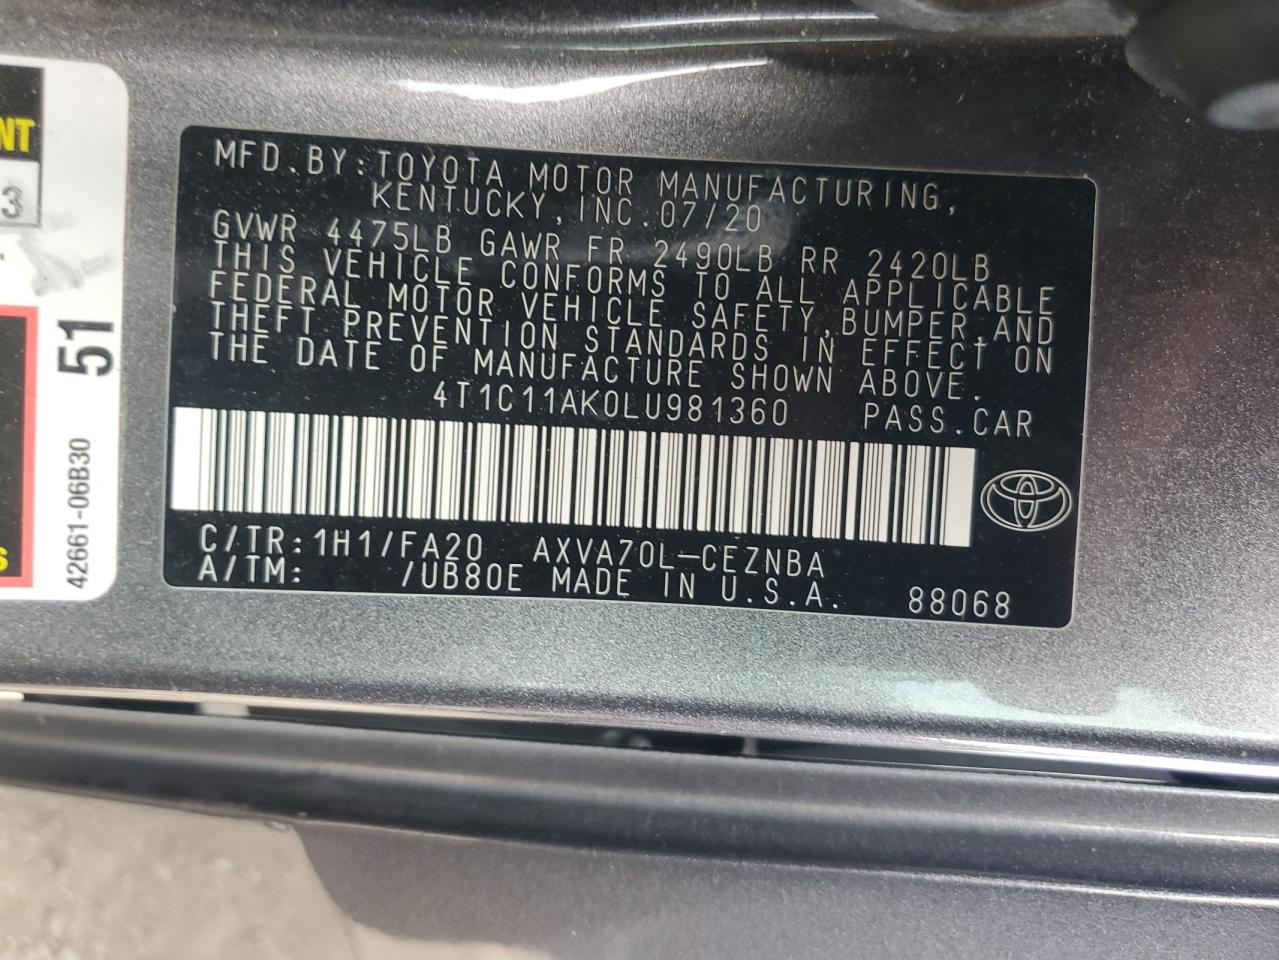 NT
3
51
42661-06B30
S
MFD.BY:TOYOTA MOTOR MANUFACTURING,
KENTUCKY,INC.07/20
GVWR 4475LB GAWR FR 2490LB RR 2420LB
THIS VEHICLE CONFORMS TO ALL APPLICABLE
FEDERAL MOTOR VEHICLE SAFETY,BUMPER,AND
THEFT PREVENTION STANDARDS IN EFFECT ON
THE DATE OF MANUFACTURE SHOWN ABOVE.
4T1C11AK0LU981360 PASS.CAR
C/TR:1H1/FA20 AXVA70L-CEZNBA
A/TM: /UB80E MADE IN U.S.A. 88068